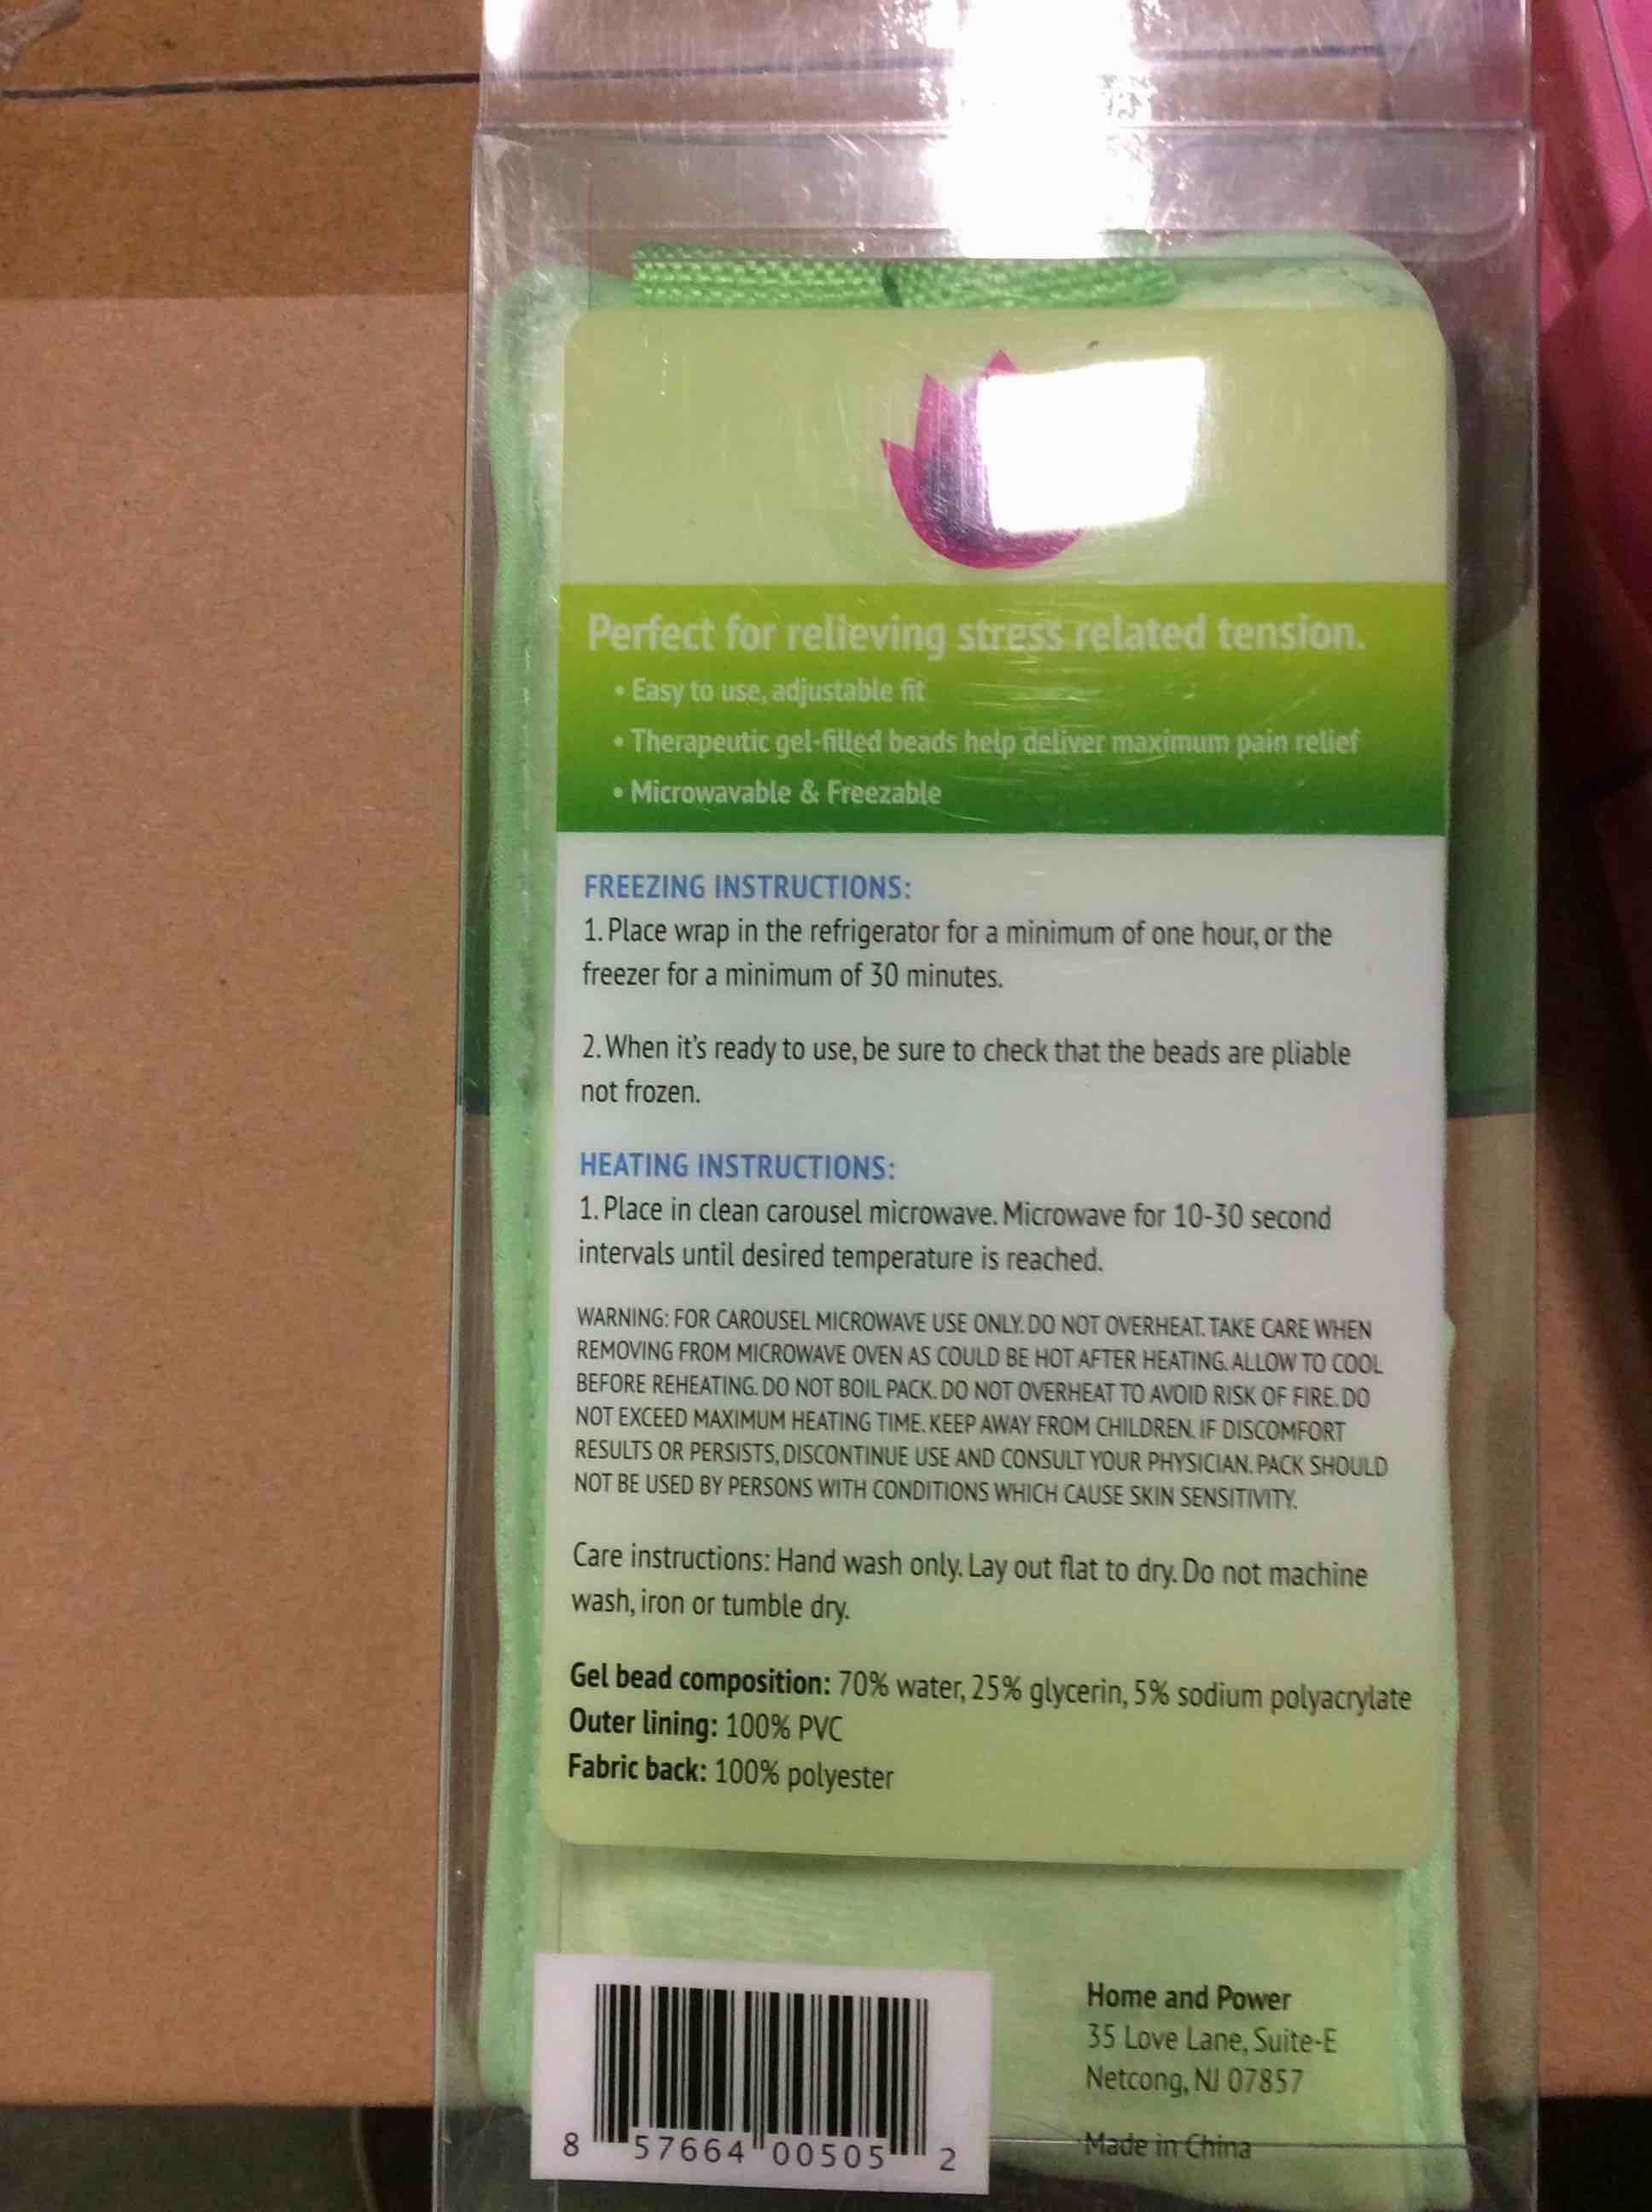 Perfect for relieving stress related tension.
• Easy to use, adjustable fit
• Therapeutic gel-filled beads help deliver maximum pain relief
• Microwavable & Freezable
FREEZING INSTRUCTIONS:
1. Place wrap in the refrigerator for a minimum of one hour, or the
freezer for a minimum of 30 minutes.
2. When it's ready to use, be sure to check that the beads are pliable
not frozen.
HEATING INSTRUCTIONS:
1. Place in clean carousel microwave. Microwave for 10-30 second
intervals until desired temperature is reached.
WARNING: FOR CAROUSEL MICROWAVE USE ONLY. DO NOT OVERHEAT. TAKE CARE WHEN
REMOVING FROM MICROWAVE OVEN AS COULD BE HOT AFTER HEATING. ALLOW TO COOL
BEFORE REHEATING. DO NOT BOIL PACK. DO NOT OVERHEAT TO AVOID RISK OF FIRE. DO
NOT EXCEED MAXIMUM HEATING TIME. KEEP AWAY FROM CHILDREN. IF DISCOMFORT
RESULTS OR PERSISTS, DISCONTINUE USE AND CONSULT YOUR PHYSICIAN. PACK SHOULD
NOT BE USED BY PERSONS WITH CONDITIONS WHICH CAUSE SKIN SENSITIVITY.
Care instructions: Hand wash only. Lay out flat to dry. Do not machine
wash, iron or tumble dry.
Gel bead composition: 70% water, 25% glycerin, 5% sodium polyacrylate
Outer lining: 100% PVC
Fabric back: 100% polyester
Home and Power
35 Love Lane, Suite-E
Netcong, NJ 07857
Made in China
8 57664 00505 2